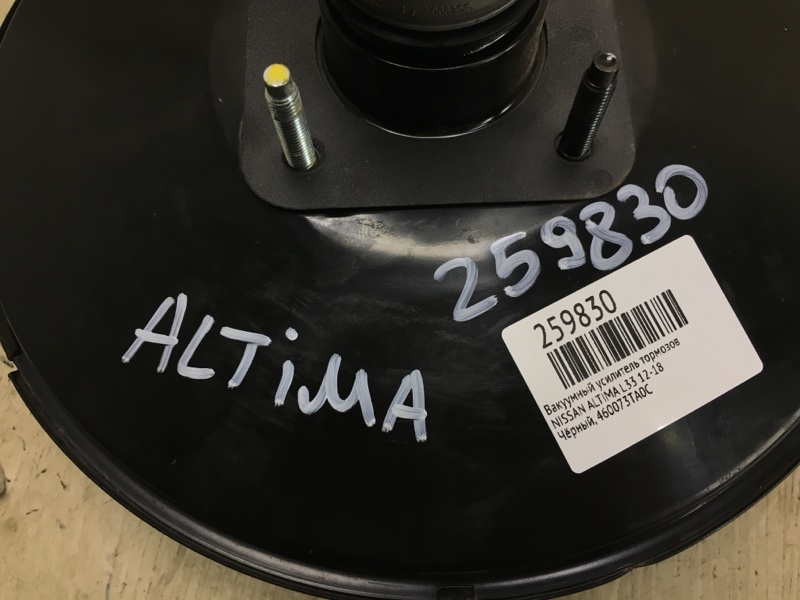 259830
ALTiMA
259830
Вакуумный усилитель тормозов
NISSAN ALTIMA L33 12-18
Чёрный, 460073TA0C